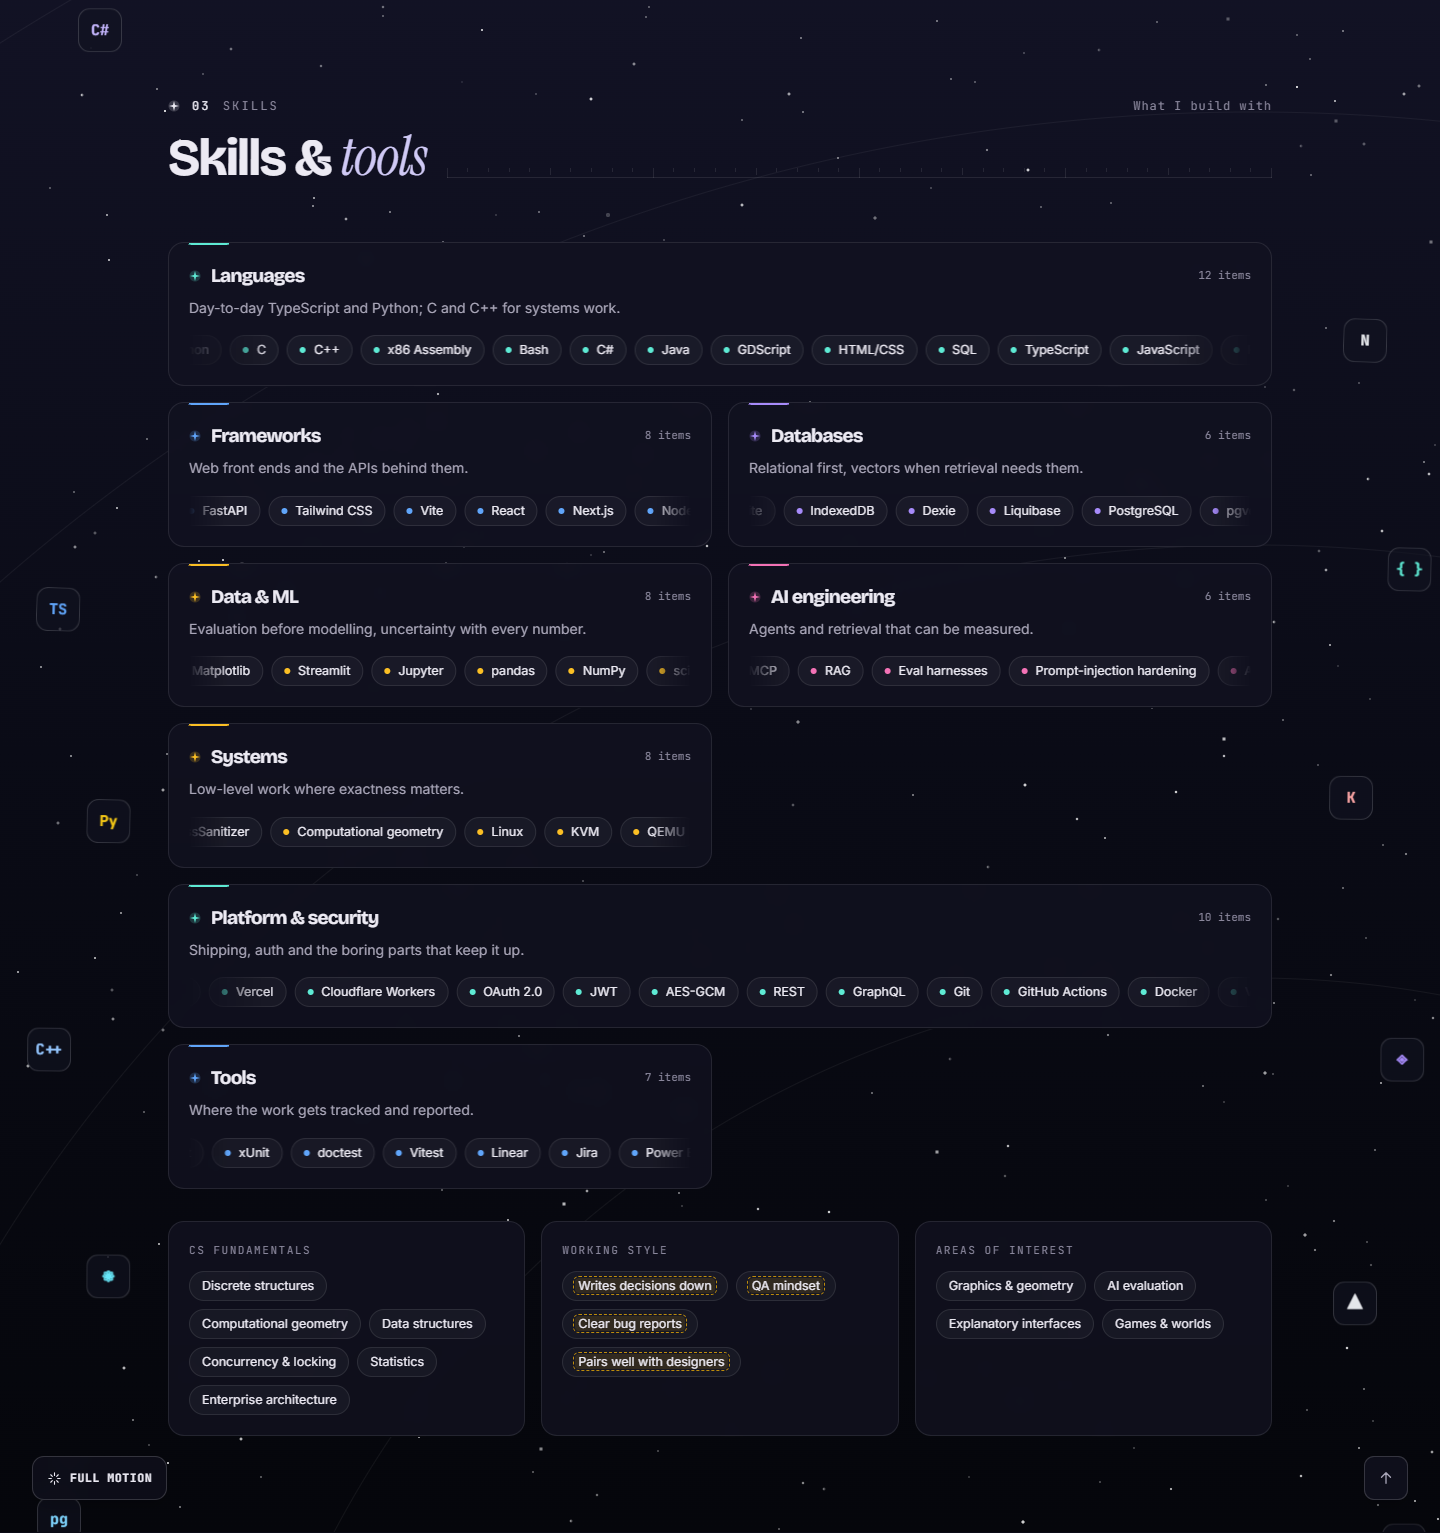 C#
03 SKILLS
What I build with
Skills & tools
Languages
12 items
Day-to-day TypeScript and Python; C and C++ for systems work.
C
C++
x86 Assembly
Bash
C#
Java
GDScript
HTML/CSS
SQL
TypeScript
JavaScript
N
Frameworks
8 items
Web front ends and the APIs behind them.
FastAPI
Tailwind CSS
Vite
React
Next.js
Databases
6 items
Relational first, vectors when retrieval needs them.
IndexedDB
Dexie
Liquibase
PostgreSQL
{ }
TS
Data & ML
8 items
Evaluation before modelling, uncertainty with every number.
Matplotlib
Streamlit
Jupyter
pandas
NumPy
AI engineering
6 items
Agents and retrieval that can be measured.
MCP
RAG
Eval harnesses
Prompt-injection hardening
Systems
8 items
Low-level work where exactness matters.
sSanitizer
Computational geometry
Linux
KVM
QEMU
K
Py
Platform & security
10 items
Shipping, auth and the boring parts that keep it up.
Vercel
Cloudflare Workers
OAuth 2.0
JWT
AES-GCM
REST
GraphQL
Git
GitHub Actions
Docker
C++
Tools
7 items
Where the work gets tracked and reported.
xUnit
doctest
Vitest
Linear
Jira
Power
CS FUNDAMENTALS
Discrete structures
Computational geometry
Data structures
Concurrency & locking
Statistics
Enterprise architecture
WORKING STYLE
Writes decisions down
QA mindset
Clear bug reports
Pairs well with designers
AREAS OF INTEREST
Graphics & geometry
AI evaluation
Explanatory interfaces
Games & worlds
FULL MOTION
pg